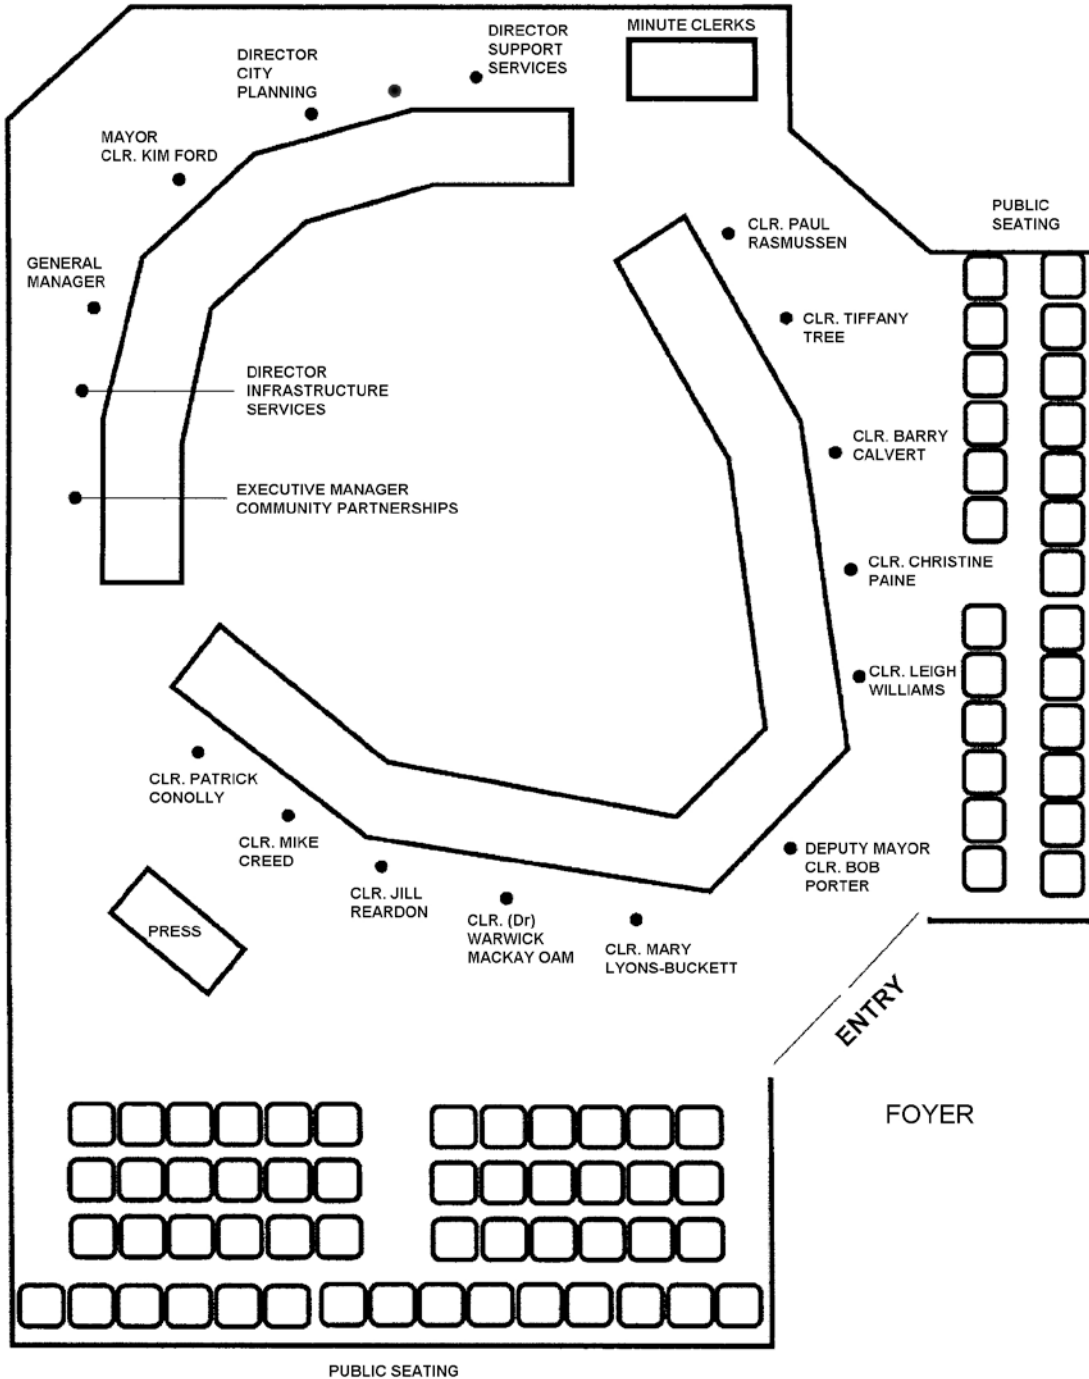 MINUTE CLERKS
DIRECTOR
SUPPORT
SERVICES
DIRECTOR
CITY
PLANNING
MAYOR
CLR. KIM FORD
GENERAL
MANAGER
DIRECTOR
INFRASTRUCTURE
SERVICES
EXECUTIVE MANAGER
COMMUNITY PARTNERSHIPS
CLR. PAUL
RASMUSSEN
PUBLIC
SEATING
CLR. TIFFANY
TREE
CLR. BARRY
CALVERT
CLR. CHRISTINE
PAINE
CLR. LEIGH
WILLIAMS
DEPUTY MAYOR
CLR. BOB
PORTER
CLR. PATRICK
CONOLLY
CLR. MIKE
CREED
CLR. JILL
REARDON
CLR. (Dr)
WARWICK
MACKAY OAM
CLR. MARY
LYONS-BUCKETT
PRESS
ENTRY
FOYER
PUBLIC SEATING